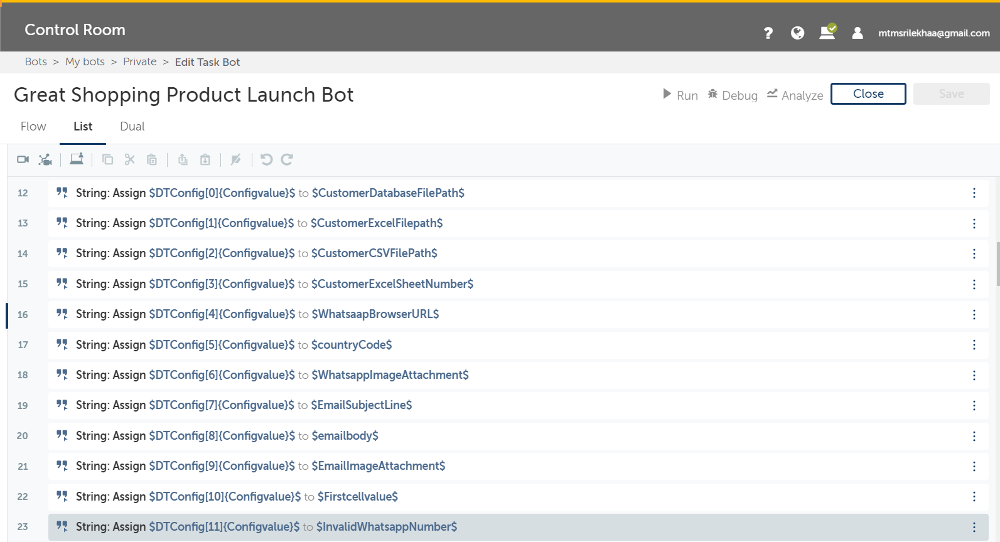 Control Room
mtmsrilekhaa@gmail.com
Bots > My bots > Private > Edit Task Bot
Great Shopping Product Launch Bot
Run Debug Analyze Close Save
Flow List Dual
12 String: Assign $DTConfig[0]{Configvalue}$ to $CustomerDatabaseFilePath$
13 String: Assign $DTConfig[1]{Configvalue}$ to $CustomerExcelFilepath$
14 String: Assign $DTConfig[2]{Configvalue}$ to $CustomerCSVFilePath$
15 String: Assign $DTConfig[3]{Configvalue}$ to $CustomerExcelSheetNumber$
16 String: Assign $DTConfig[4]{Configvalue}$ to $WhatsaapBrowserURL$
17 String: Assign $DTConfig[5]{Configvalue}$ to $countryCode$
18 String: Assign $DTConfig[6]{Configvalue}$ to $WhatsappImageAttachment$
19 String: Assign $DTConfig[7]{Configvalue}$ to $EmailSubjectLine$
20 String: Assign $DTConfig[8]{Configvalue}$ to $emailbody$
21 String: Assign $DTConfig[9]{Configvalue}$ to $EmailImageAttachment$
22 String: Assign $DTConfig[10]{Configvalue}$ to $Firstcellvalue$
23 String: Assign $DTConfig[11]{Configvalue}$ to $InvalidWhatsappNumber$